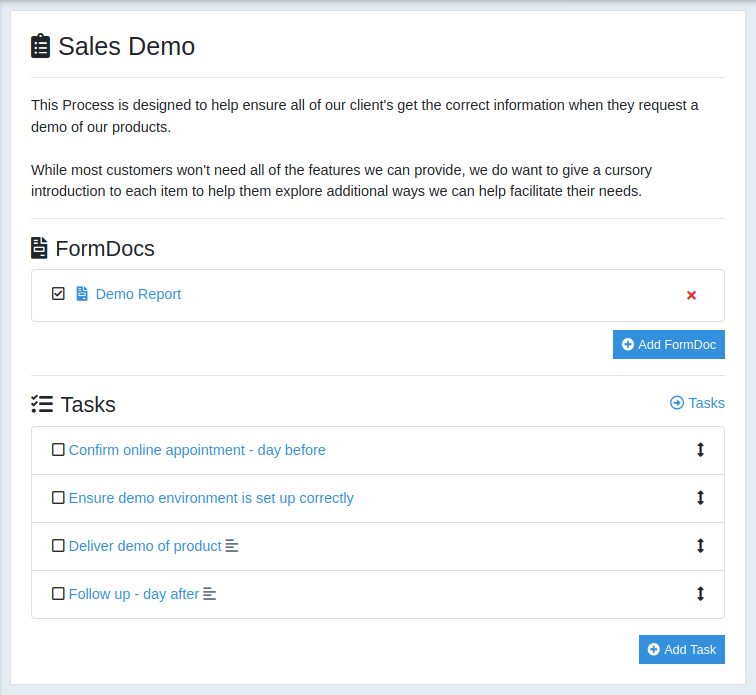 Sales Demo
This Process is designed to help ensure all of our client's get the correct information when they request a
demo of our products.
While most customers won't need all of the features we can provide, we do want to give a cursory
introduction to each item to help them explore additional ways we can help facilitate their needs.
FormDocs
Demo Report
Add FormDoc
Tasks
Tasks
Confirm online appointment - day before
Ensure demo environment is set up correctly
Deliver demo of product
Follow up - day after
Add Task